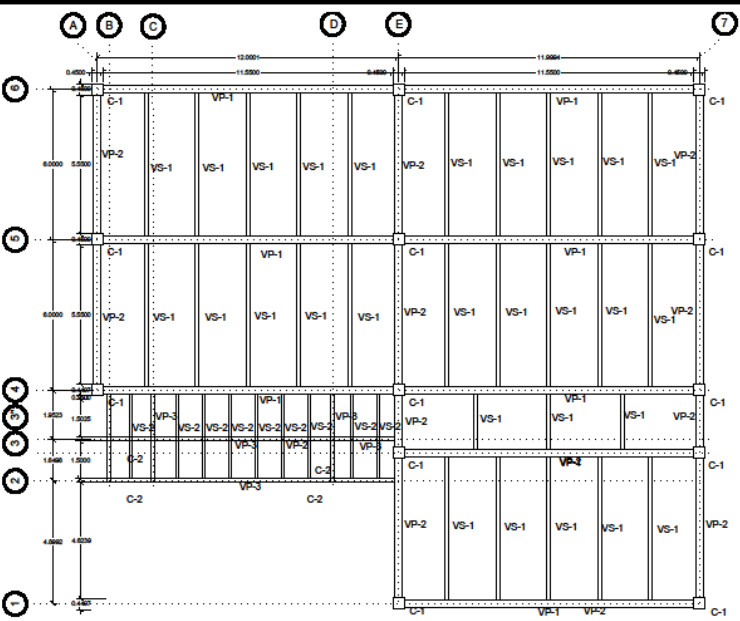 A B C D E 7
12.0001 11.9994
0.4500 11.5500 0.4500 11.5500 0.4500
6
C-1 VP-1 C-1 VP-1 C-1
VP-2 VS-1 VS-1 VS-1 VS-1 VS-1 VP-2 VS-1 VS-1 VS-1 VS-1 VS-1 VP-2
6.0000 5.5500
5
C-1 VP-1 C-1 VP-1 C-1
6.0000 5.5500
VP-2 VS-1 VS-1 VS-1 VS-1 VS-1 VP-2 VS-1 VS-1 VS-1 VS-1 VS-1 VP-2
4
C-1 VP-1 C-1 VP-1 C-1
3'
VP-3 VP-3 VP-2 VS-1 VS-1 VS-1 VP-2
VS-2 VS-2 VS-2 VS-2 VS-2 VS-2 VS-2 VS-2 VS-2
3
VP-3 VP-2 VP-3
C-2 C-2 C-1 C-1
1.5000
2
VP-3
C-2 C-2
VP-2 VS-1 VS-1 VS-1 VS-1 VS-1 VP-2
1
C-1 VP-1 VP-2 C-1